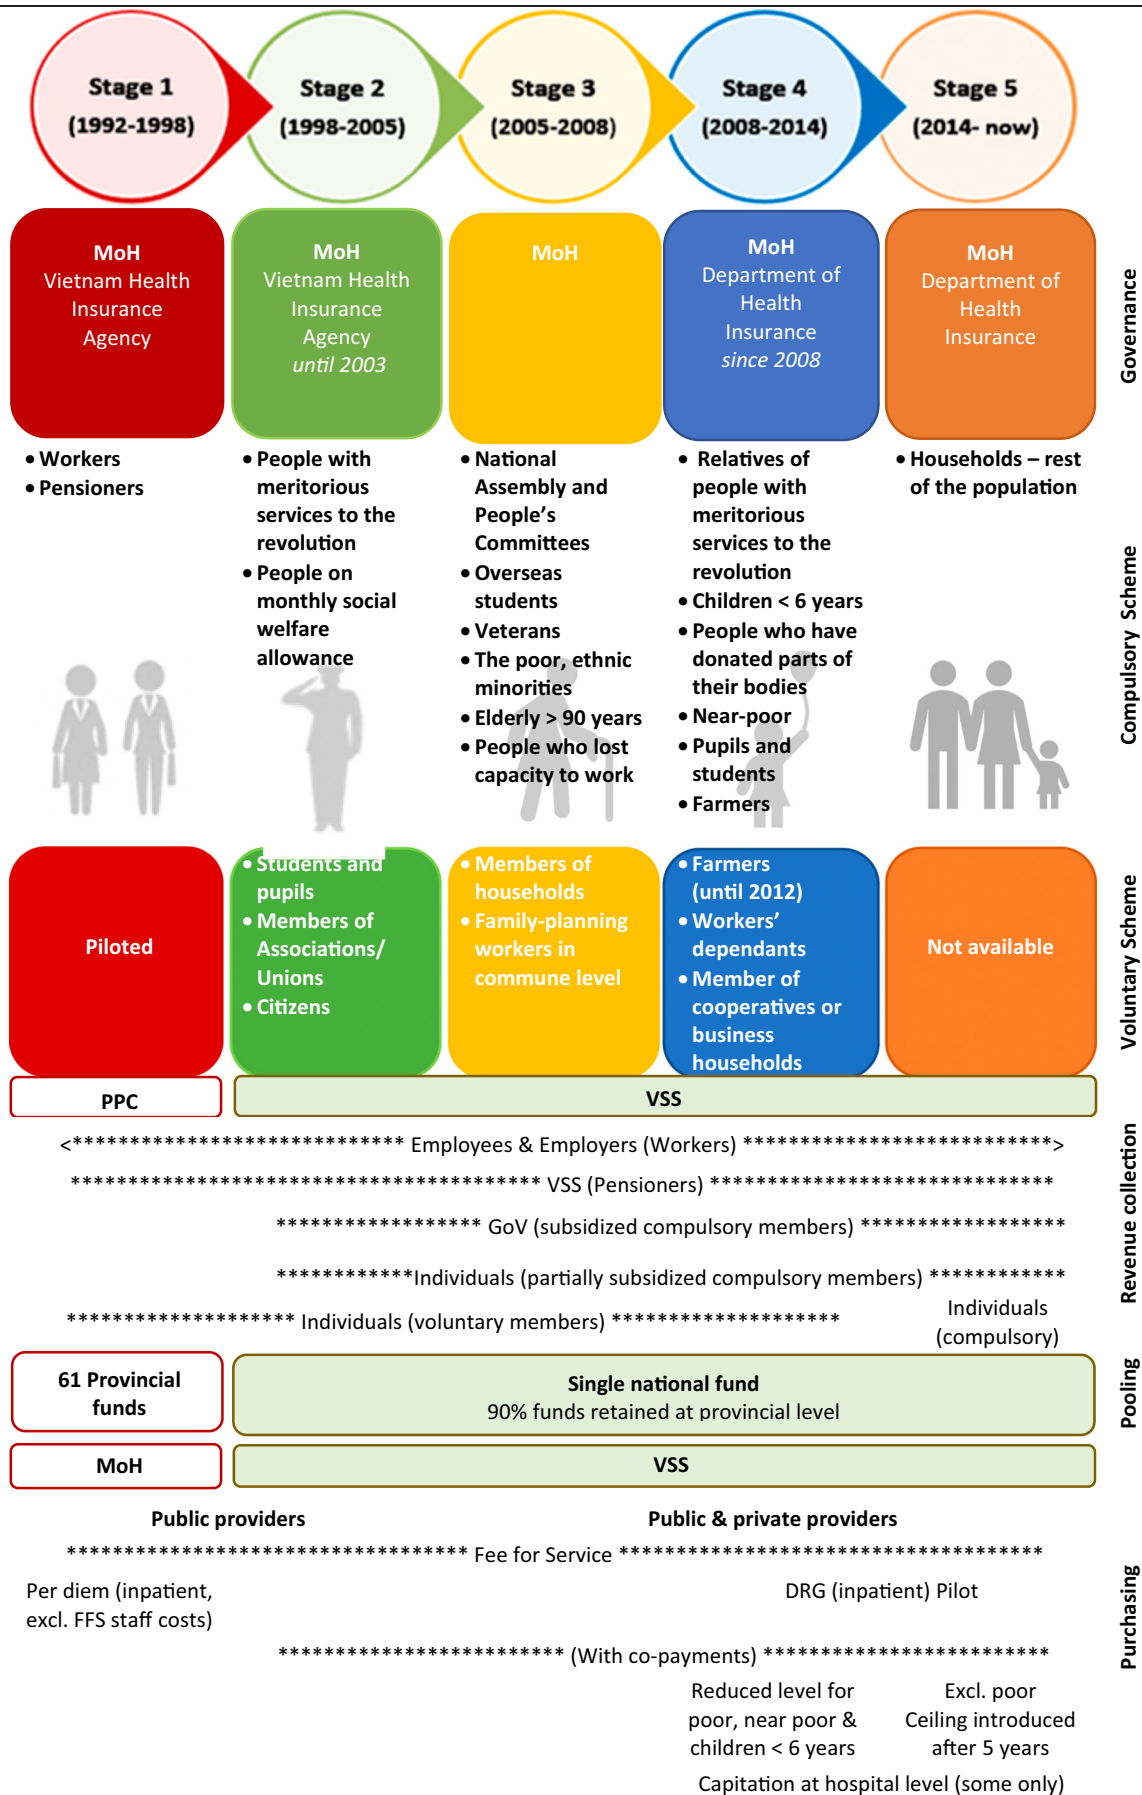 Stage 1
(1992-1998)
Stage 2
(1998-2005)
Stage 3
(2005-2008)
Stage 4
(2008-2014)
Stage 5
(2014- now)
MoH
Vietnam Health
Insurance
Agency
MoH
Vietnam Health
Insurance
Agency
until 2003
MoH
MoH
Department of
Health
Insurance
since 2008
MoH
Department of
Health
Insurance
Governance
• Workers
• Pensioners
• People with
meritorious
services to the
revolution
• People on
monthly social
welfare
allowance
• National
Assembly and
People’s
Committees
• Overseas
students
• Veterans
• The poor, ethnic
minorities
• Elderly > 90 years
• People who lost
capacity to work
• Relatives of
people with
meritorious
services to the
revolution
• Children < 6 years
• People who have
donated parts of
their bodies
• Near-poor
• Pupils and
students
• Farmers
• Households – rest
of the population
Compulsory Scheme
Piloted
• Students and
pupils
• Members of
Associations/
Unions
• Citizens
• Members of
households
• Family-planning
workers in
commune level
• Farmers
(until 2012)
• Workers’
dependants
• Member of
cooperatives or
business
households
Not available
Voluntary Scheme
PPC
VSS
<***************************** Employees & Employers (Workers) ***************************>
***************************************** VSS (Pensioners) ******************************
****************** GoV (subsidized compulsory members) ******************
************Individuals (partially subsidized compulsory members) ************
******************** Individuals (voluntary members) ********************
Individuals
(compulsory)
Revenue collection
61 Provincial
funds
Single national fund
90% funds retained at provincial level
Pooling
MoH
VSS
Public providers
Public & private providers
*********************************** Fee for Service *************************************
Per diem (inpatient,
excl. FFS staff costs)
DRG (inpatient) Pilot
************************* (With co-payments) *************************
Reduced level for
poor, near poor &
children < 6 years
Excl. poor
Ceiling introduced
after 5 years
Capitation at hospital level (some only)
Purchasing